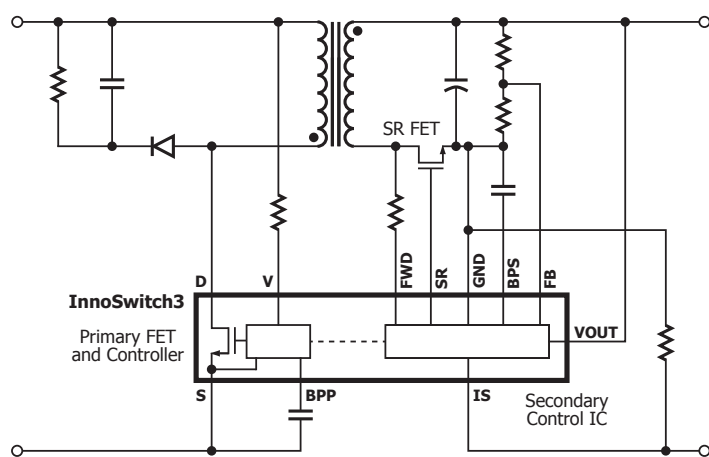 SR FET
D
V
FWD
SR
GND
BPS
FB
InnoSwitch3
Primary FET
and Controller
VOUT
S
BPP
IS
Secondary
Control IC